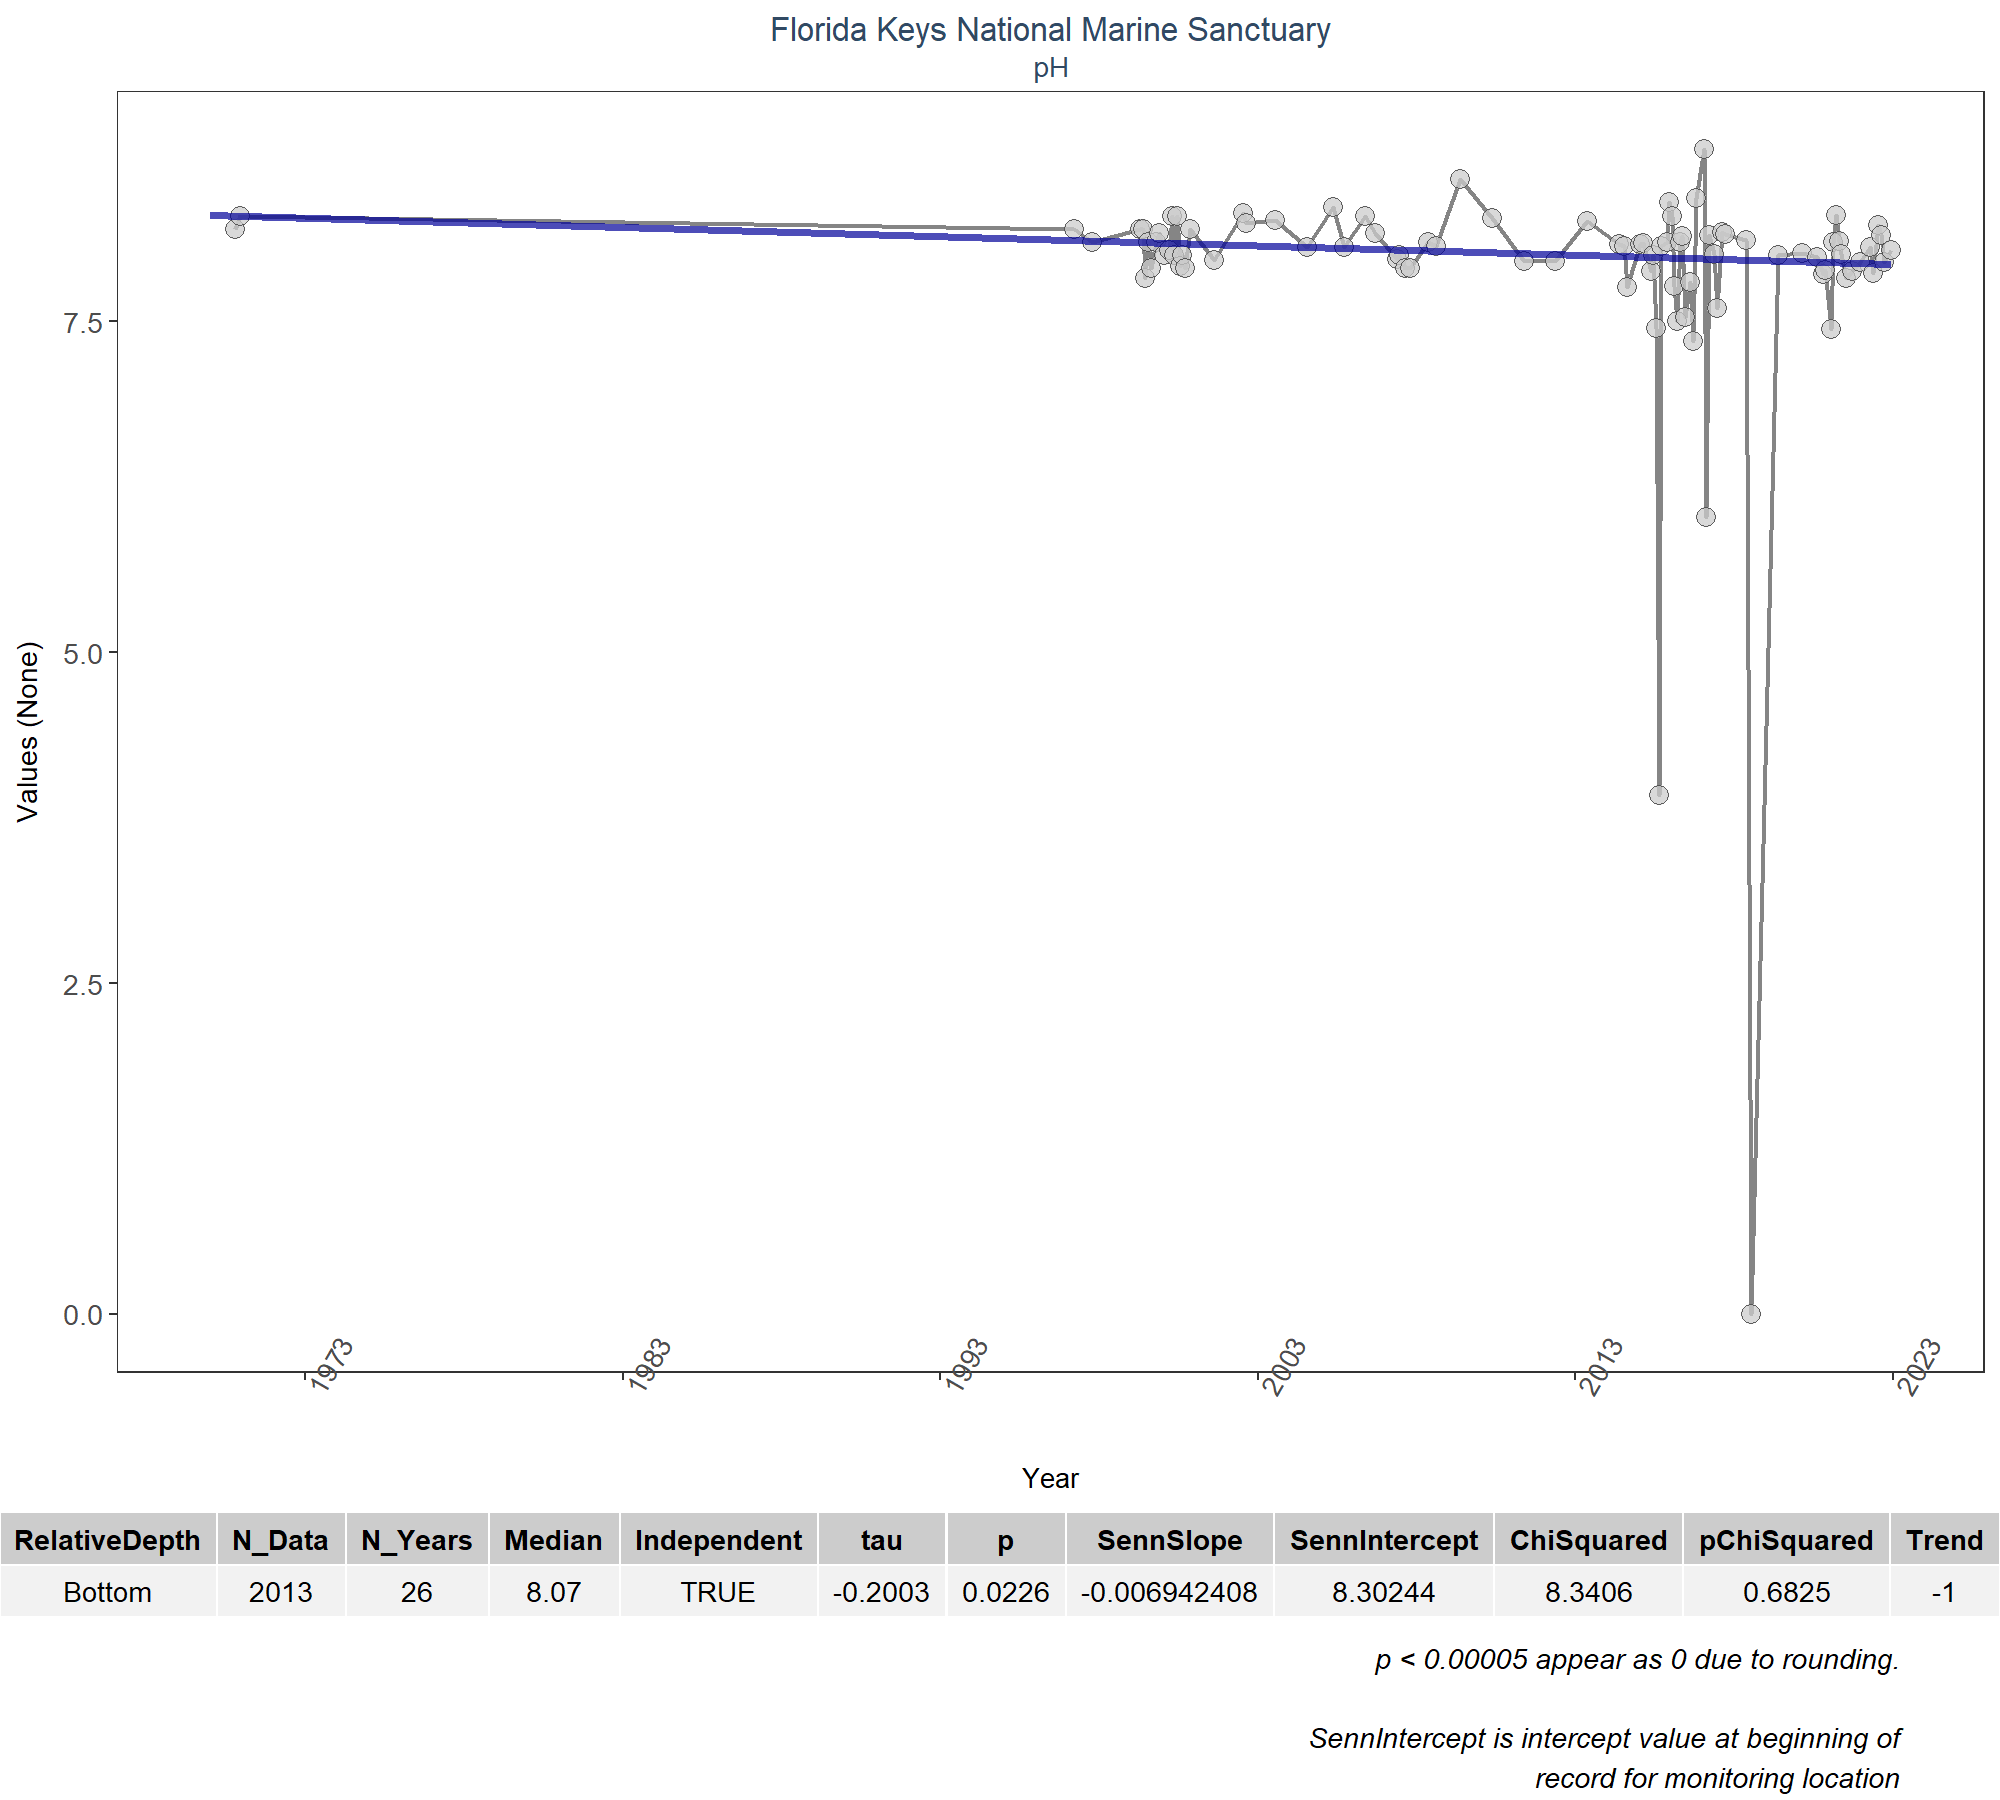 Florida Keys National Marine Sanctuary
pH
7.5
5.0
2.5
0.0
Values (None)
1973
1983
1993
2003
2013
2023
Year
RelativeDepth N_Data N_Years Median Independent tau p SennSlope SennIntercept ChiSquared pChiSquared Trend
Bottom 2013 26 8.07 TRUE -0.2003 0.0226 -0.006942408 8.30244 8.3406 0.6825 -1
p < 0.00005 appear as 0 due to rounding.
SennIntercept is intercept value at beginning of
record for monitoring location